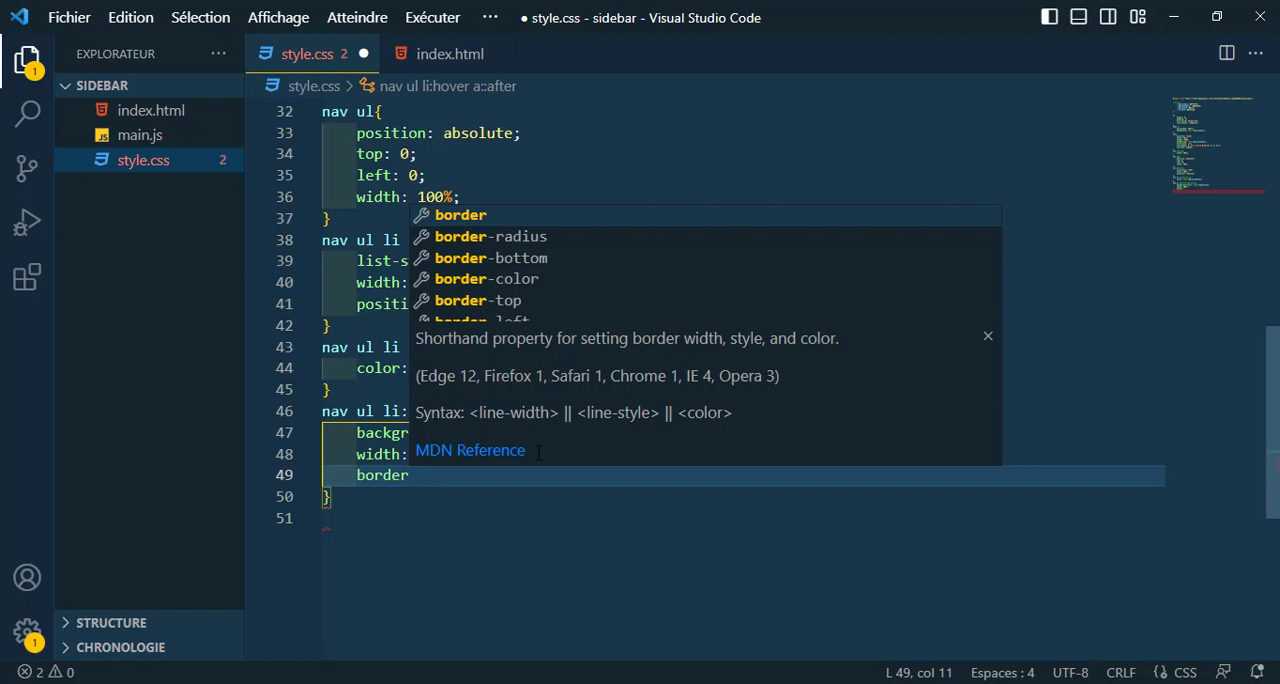 Fichier Edition Sélection Affichage Atteindre Exécuter ··· ● style.css - sidebar - Visual Studio Code
EXPLORATEUR ···
style.css 2 ●
index.html
···
1
SIDEBAR
index.html
main.js
style.css 2
style.css > nav ul li:hover a::after
32 nav ul{
33 position: absolute;
34 top: 0;
35 left: 0;
36 width: 100%;
37 }
38 nav ul li
39 list-s
40 width:
41 positi
42 }
43 nav ul li
44 color:
45 }
46 nav ul li:
47 backgr
48 width:
49 border
50 }
51
border
border-radius
border-bottom
border-color
border-top
border-left
Shorthand property for setting border width, style, and color.
(Edge 12, Firefox 1, Safari 1, Chrome 1, IE 4, Opera 3)
Syntax: <line-width> || <line-style> || <color>
MDN Reference
1
STRUCTURE
CHRONOLOGIE
2 0
L 49, col 11 Espaces : 4 UTF-8 CRLF {} CSS